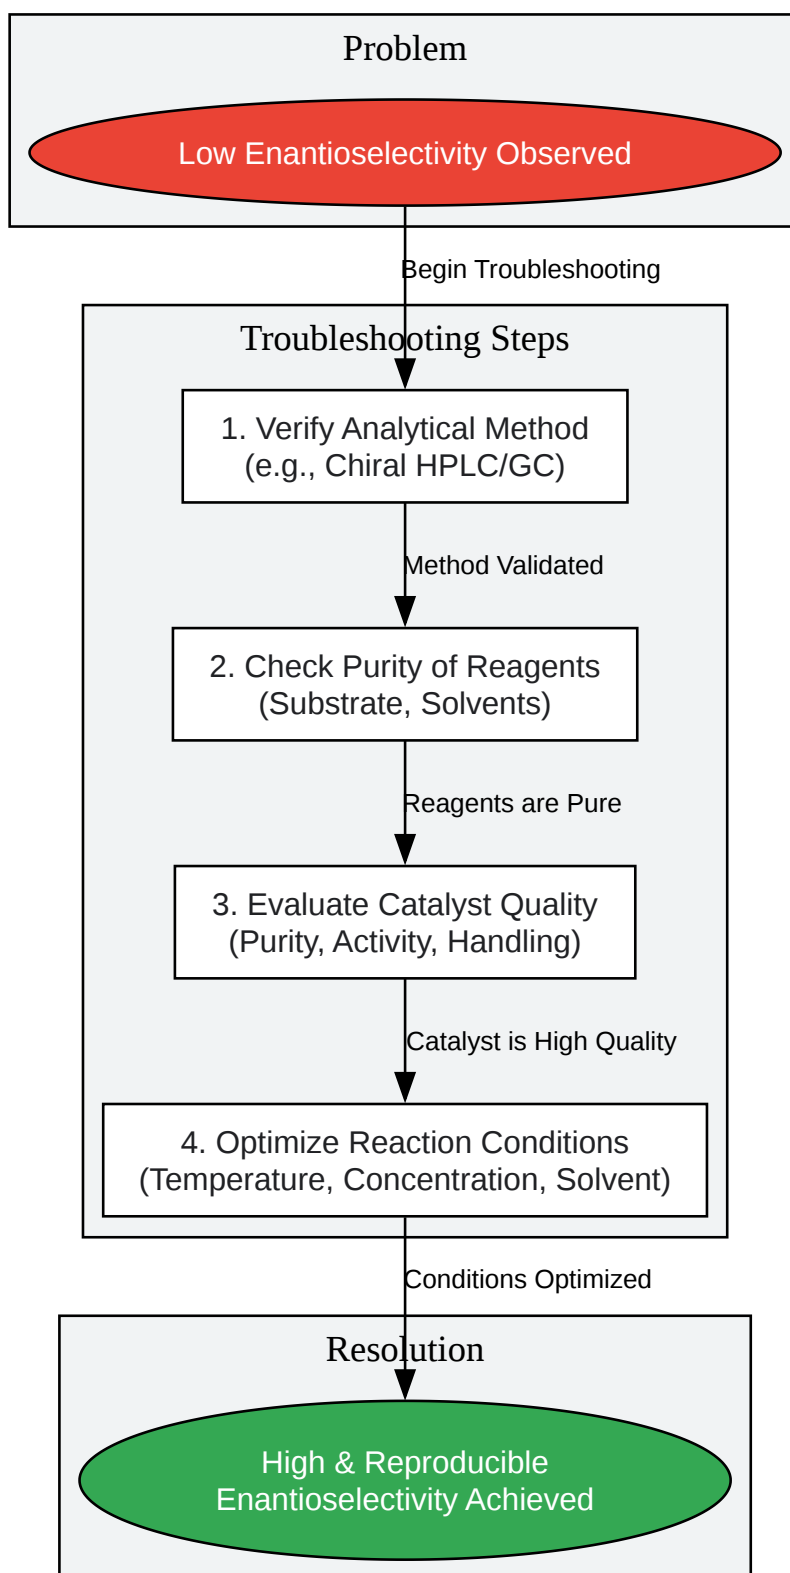 Problem
Low Enantioselectivity Observed
Begin Troubleshooting
Troubleshooting Steps
1. Verify Analytical Method
(e.g., Chiral HPLC/GC)
Method Validated
2. Check Purity of Reagents
(Substrate, Solvents)
Reagents are Pure
3. Evaluate Catalyst Quality
(Purity, Activity, Handling)
Catalyst is High Quality
4. Optimize Reaction Conditions
(Temperature, Concentration, Solvent)
Conditions Optimized
Resolution
High & Reproducible
Enantioselectivity Achieved